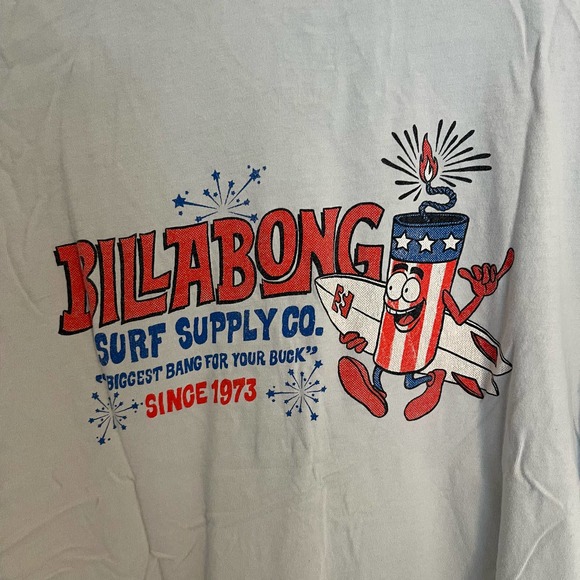 BILLABONG
SURF SUPPLY CO.
"BIGGEST BANG FOR YOUR BUCK"
SINCE 1973